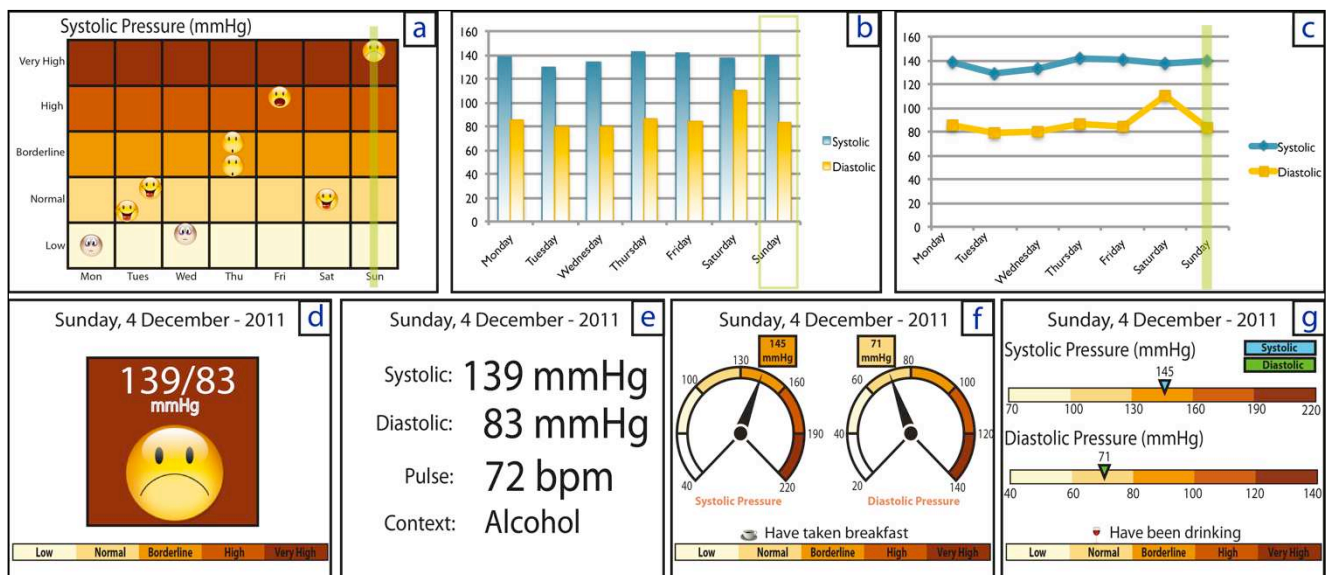 Systolic Pressure (mmHg)
a
Very High
High
Borderline
Normal
Low
Mon Tues Wed Thu Fri Sat Sun
b
160
140
120
100
80
60
40
20
0
Systolic
Diastolic
Monday Tuesday Wednesday Thursday Friday Saturday Sunday
c
160
140
120
100
80
60
40
20
0
Systolic
Diastolic
Monday Tuesday Wednesday Thursday Friday Saturday Sunday
d
Sunday, 4 December - 2011
139/83
mmHg
Low Normal Borderline High Very High
e
Sunday, 4 December - 2011
Systolic: 139 mmHg
Diastolic: 83 mmHg
Pulse: 72 bpm
Context: Alcohol
f
Sunday, 4 December - 2011
145
mmHg
40 100 130 160 190 220
Systolic Pressure
71
mmHg
20 40 60 80 100 120 140
Diastolic Pressure
Have taken breakfast
Low Normal Borderline High Very High
g
Sunday, 4 December - 2011
Systolic Pressure (mmHg)
Systolic
Diastolic
145
70 100 130 160 190 220
Diastolic Pressure (mmHg)
71
40 60 80 100 120 140
Have been drinking
Low Normal Borderline High Very High